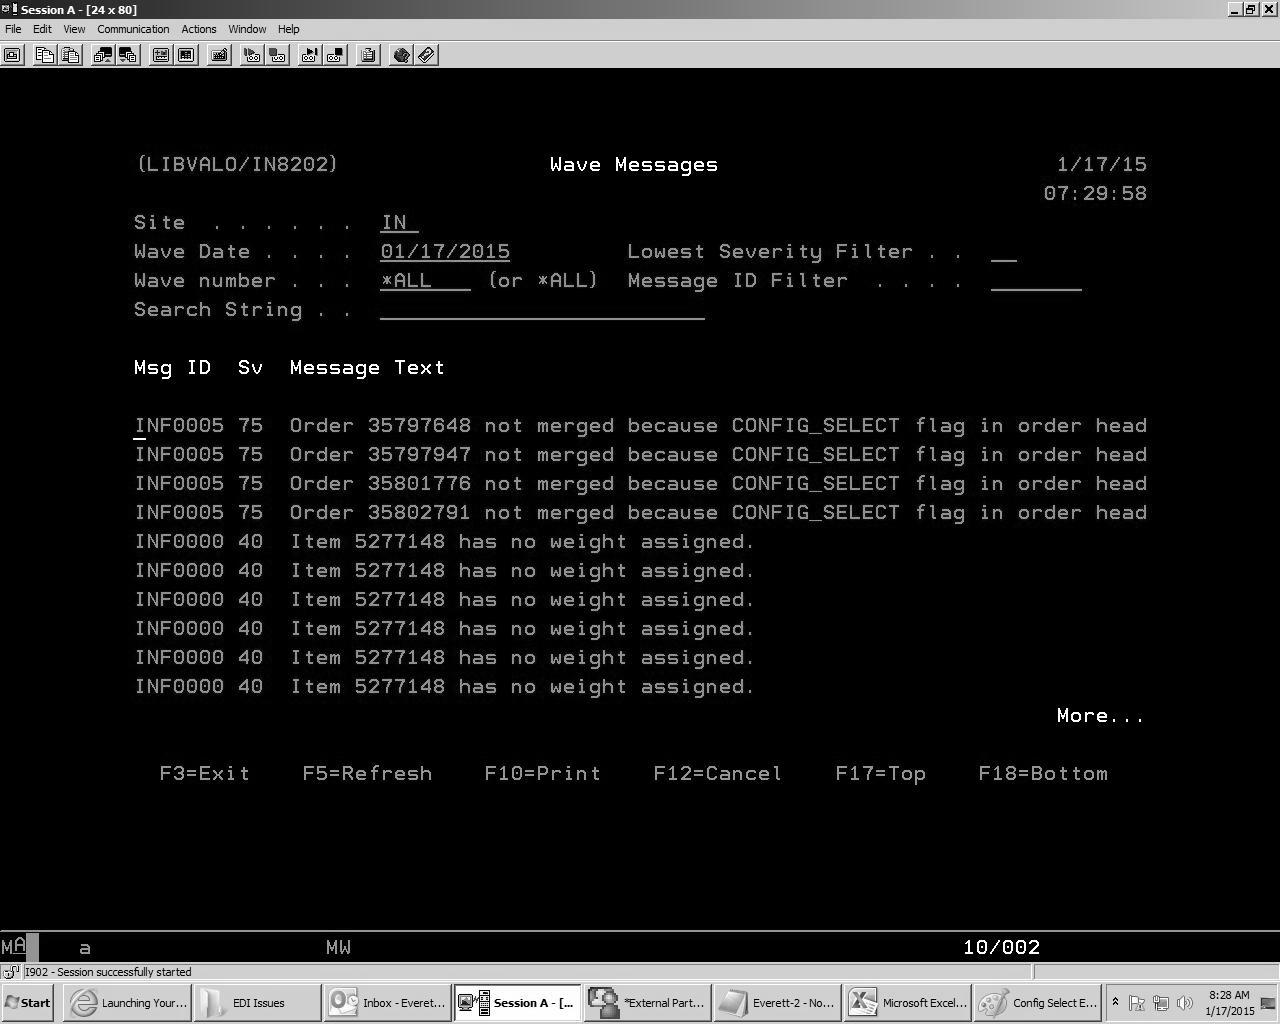 Session A - [24 x 80]
File Edit View Communication Actions Window Help
(LIBVALO/IN8202) Wave Messages 1/17/15
07:29:58
Site . . . . . . IN
Wave Date . . . . 01/17/2015 Lowest Severity Filter . . __
Wave number . . . *ALL (or *ALL) Message ID Filter . . . . _______
Search String . . _________________________
Msg ID Sv Message Text
INF0005 75 Order 35797648 not merged because CONFIG_SELECT flag in order head
INF0005 75 Order 35797947 not merged because CONFIG_SELECT flag in order head
INF0005 75 Order 35801776 not merged because CONFIG_SELECT flag in order head
INF0005 75 Order 35802791 not merged because CONFIG_SELECT flag in order head
INF0000 40 Item 5277148 has no weight assigned.
INF0000 40 Item 5277148 has no weight assigned.
INF0000 40 Item 5277148 has no weight assigned.
INF0000 40 Item 5277148 has no weight assigned.
INF0000 40 Item 5277148 has no weight assigned.
INF0000 40 Item 5277148 has no weight assigned.
More...
F3=Exit F5=Refresh F10=Print F12=Cancel F17=Top F18=Bottom
MA a MW 10/002
I902 - Session successfully started
Start Launching Your... EDI Issues Inbox - Everet... Session A - [... *External Part... Everett-2 - No... Microsoft Excel... Config Select E... 8:28 AM
1/17/2015